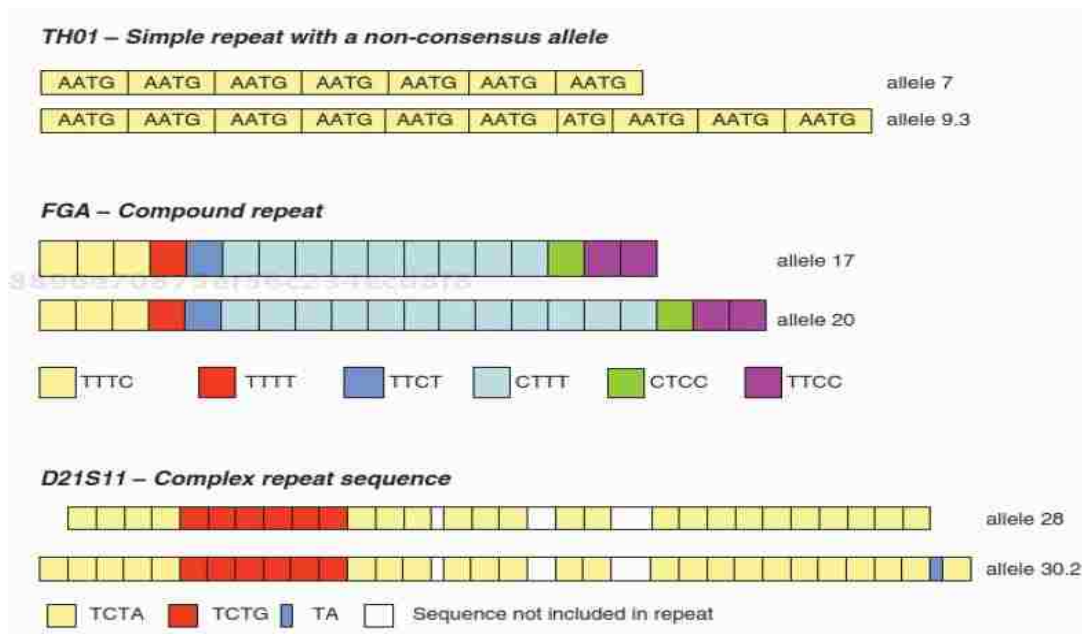 TH01 – Simple repeat with a non-consensus allele
AATG AATG AATG AATG AATG AATG AATG allele 7
AATG AATG AATG AATG AATG AATG ATG AATG AATG AATG allele 9.3
FGA – Compound repeat
allele 17
allele 20
TTTC TTTT TTCT CTTT CTCC TTCC
D21S11 – Complex repeat sequence
allele 28
allele 30.2
TCTA TCTG TA Sequence not included in repeat